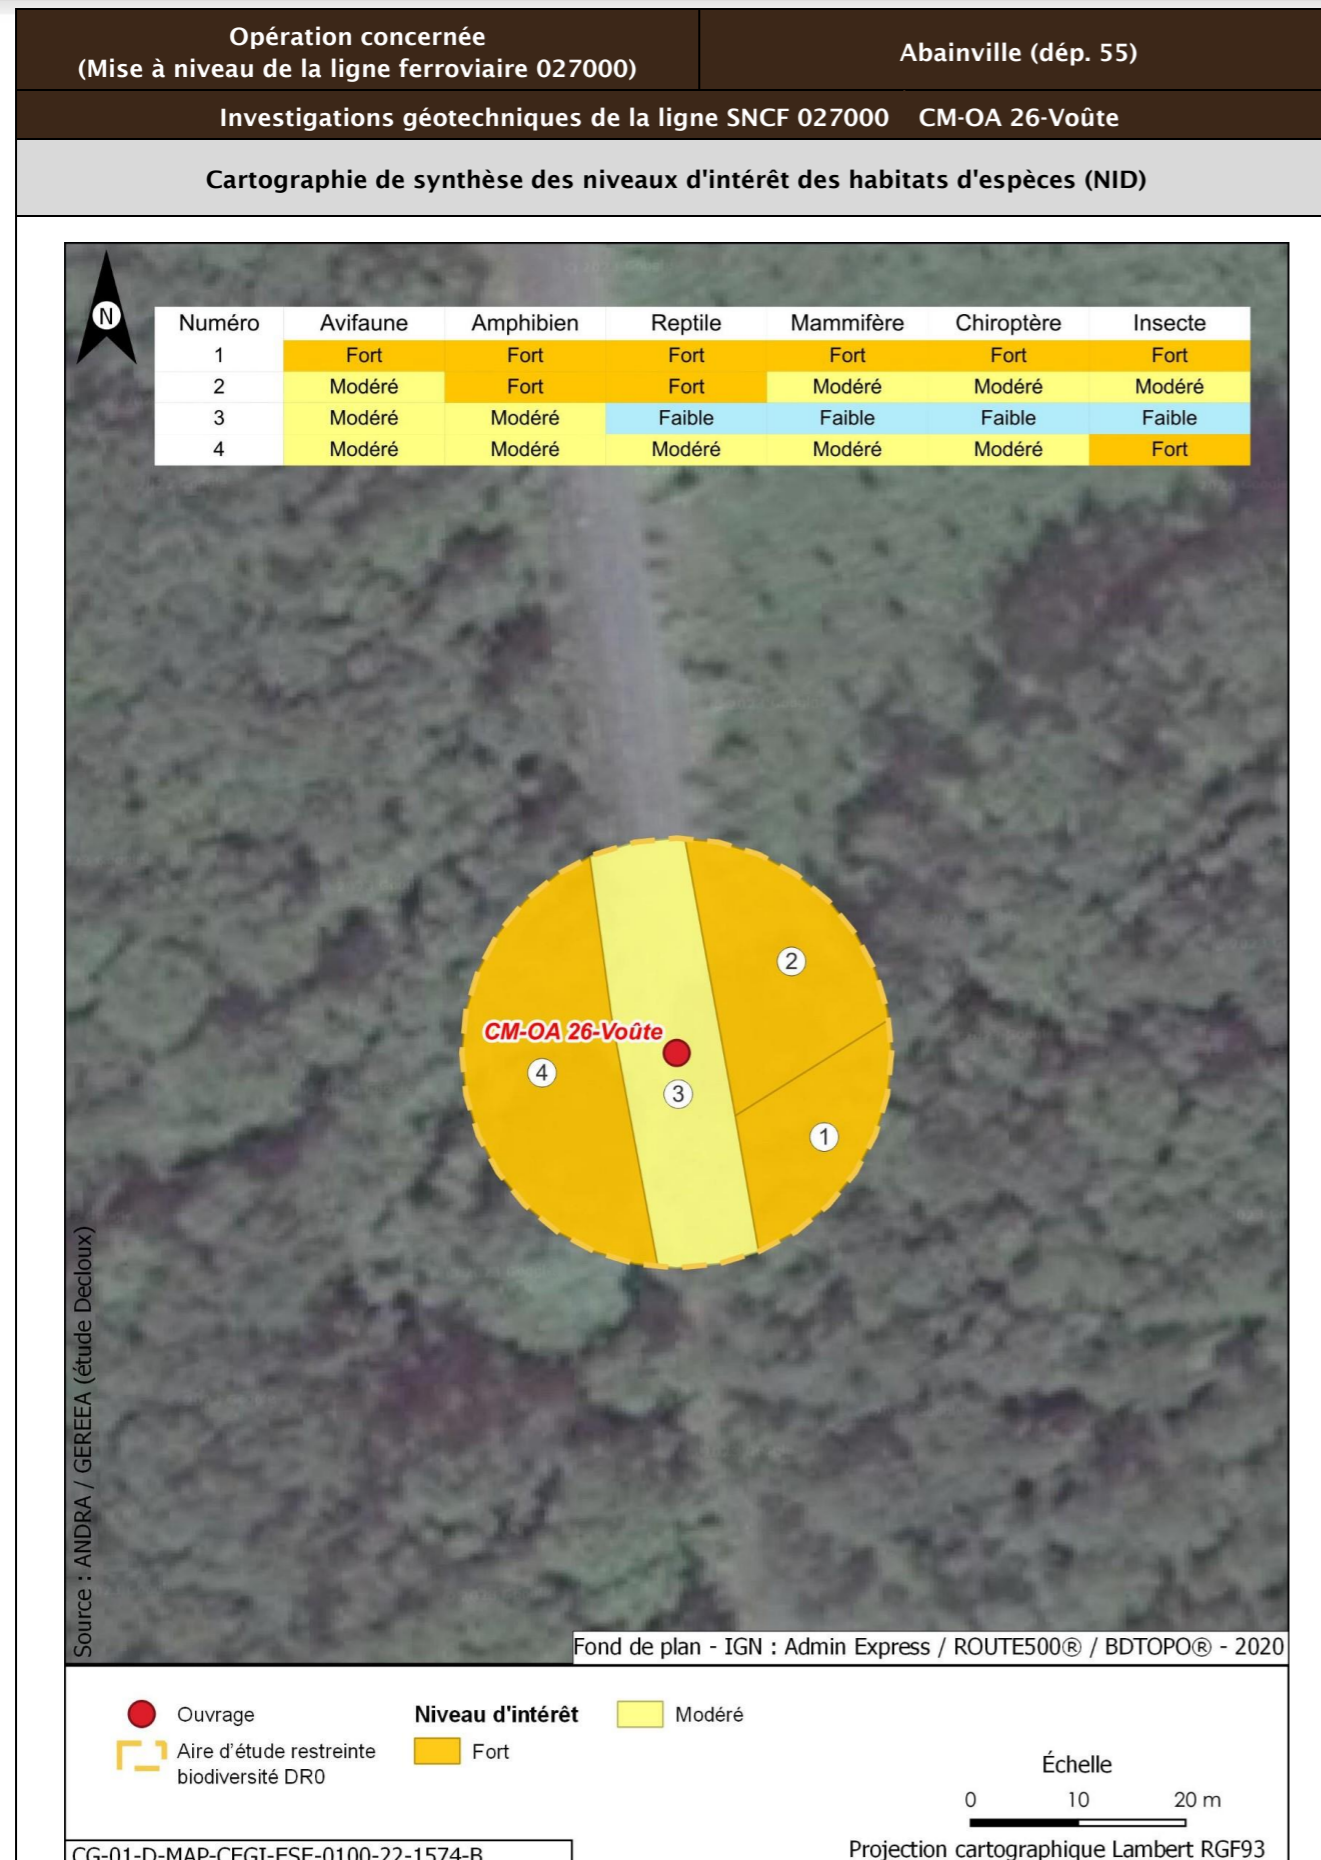 Opération concernée
(Mise à niveau de la ligne ferroviaire 027000)
Abainville (dép. 55)
Investigations géotechniques de la ligne SNCF 027000 CM-OA 26-Voûte
Cartographie de synthèse des niveaux d'intérêt des habitats d'espèces (NID)
N
Numéro Avifaune Amphibien Reptile Mammifère Chiroptère Insecte
1 Fort Fort Fort Fort Fort Fort
2 Modéré Fort Fort Modéré Modéré Modéré
3 Modéré Modéré Faible Faible Faible Faible
4 Modéré Modéré Modéré Modéré Modéré Fort
2
CM-OA 26-Voûte
4
3
1
Source : ANDRA / GEREEA (étude Decloux)
Fond de plan - IGN : Admin Express / ROUTE500® / BDTOPO® - 2020
Ouvrage
Aire d'étude restreinte
biodiversité DR0
Niveau d'intérêt
Fort
Modéré
Échelle
0 10 20 m
Projection cartographique Lambert RGF93
CG-01-D-MAP-CEGI-ESE-0100-22-1574-B